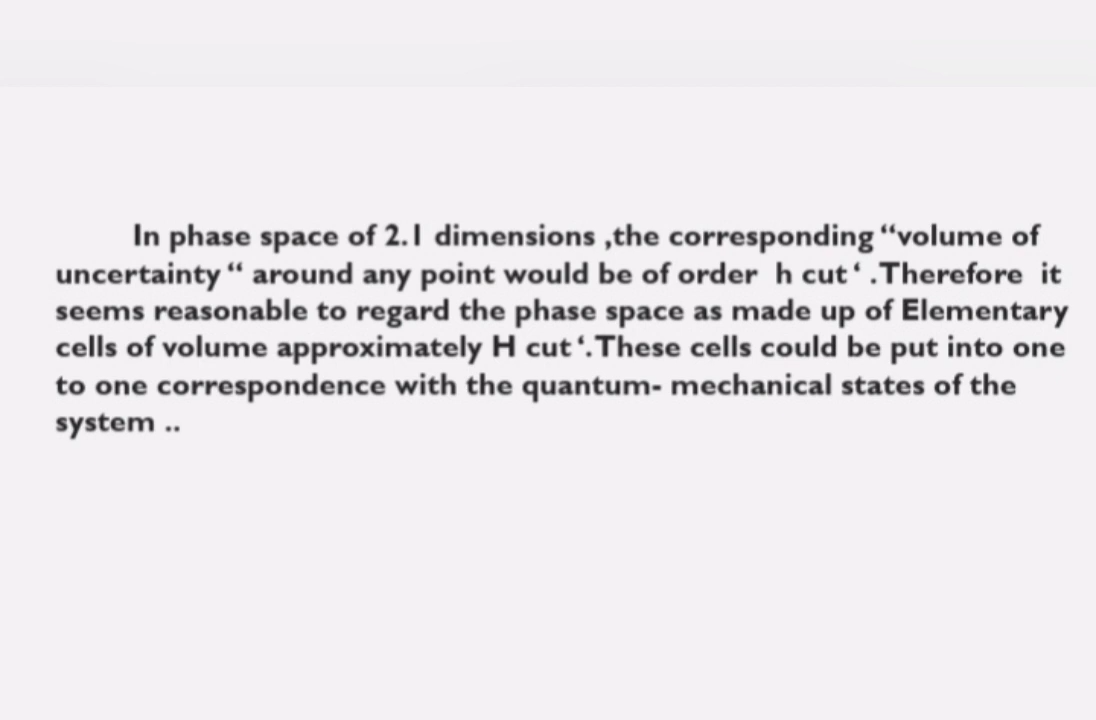 In phase space of 2.1 dimensions ,the corresponding “volume of
uncertainty “ around any point would be of order h cut ‘ .Therefore it
seems reasonable to regard the phase space as made up of Elementary
cells of volume approximately H cut ‘.These cells could be put into one
to one correspondence with the quantum- mechanical states of the
system ..